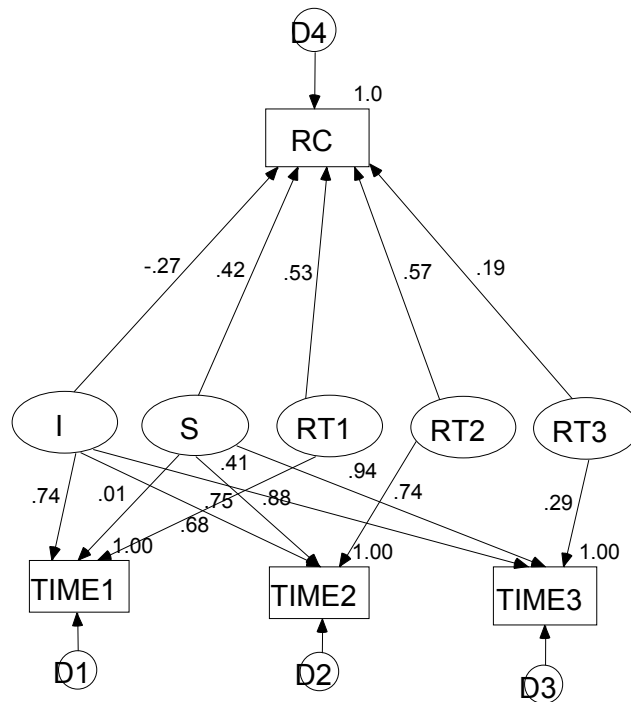 D4
1.0
RC
-.27
.42
.53
.57
.19
I
S
RT1
RT2
RT3
.41
.94
.74
.01
.75
.88
.74
.29
.68
1.00
1.00
1.00
TIME1
TIME2
TIME3
D1
D2
D3